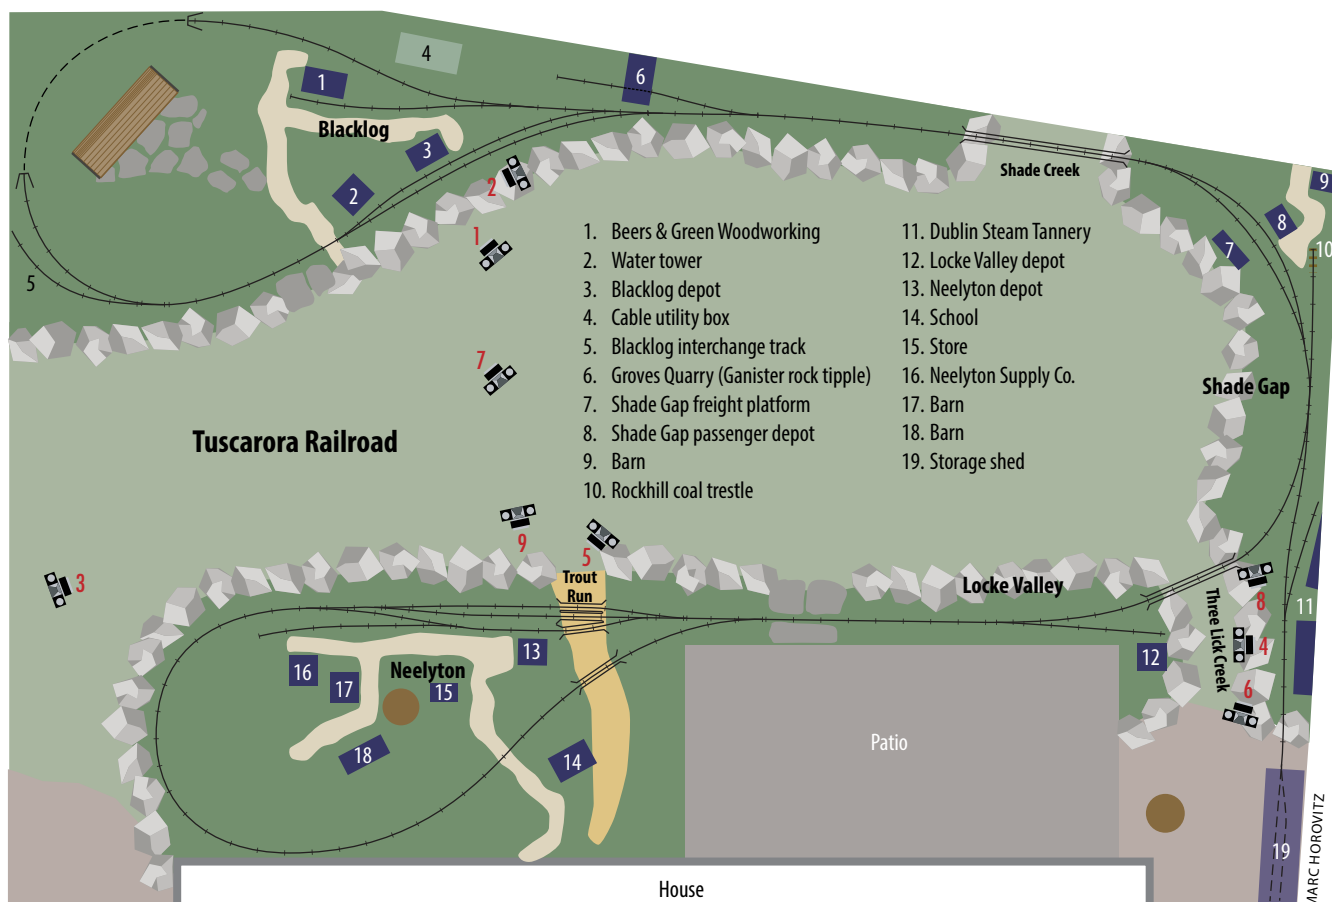 4
6
1
Blacklog
3
9
Shade Creek
2
2
8
1
7
10
5
1. Beers & Green Woodworking
2. Water tower
3. Blacklog depot
4. Cable utility box
5. Blacklog interchange track
6. Groves Quarry (Ganister rock tipple)
7. Shade Gap freight platform
8. Shade Gap passenger depot
9. Barn
10. Rockhill coal trestle
11. Dublin Steam Tannery
12. Locke Valley depot
13. Neelyton depot
14. School
15. Store
16. Neelyton Supply Co.
17. Barn
18. Barn
19. Storage shed
7
Shade Gap
Tuscarora Railroad
9
5
3
Trout
Run
Locke Valley
8
11
Three Lick Creek
4
13
12
16
Neelyton
17
15
6
18
14
Patio
19
MARC HOROVITZ
House